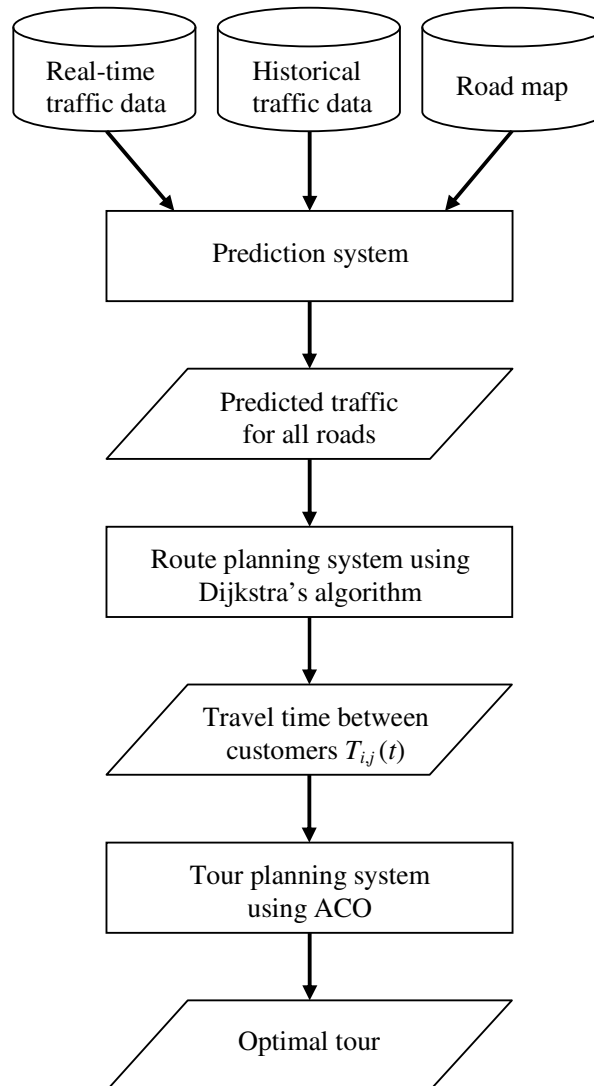 Real-time
traffic data
Historical
traffic data
Road map
Prediction system
Predicted traffic
for all roads
Route planning system using
Dijkstra’s algorithm
Travel time between
customers T_{i,j}(t)
Tour planning system
using ACO
Optimal tour